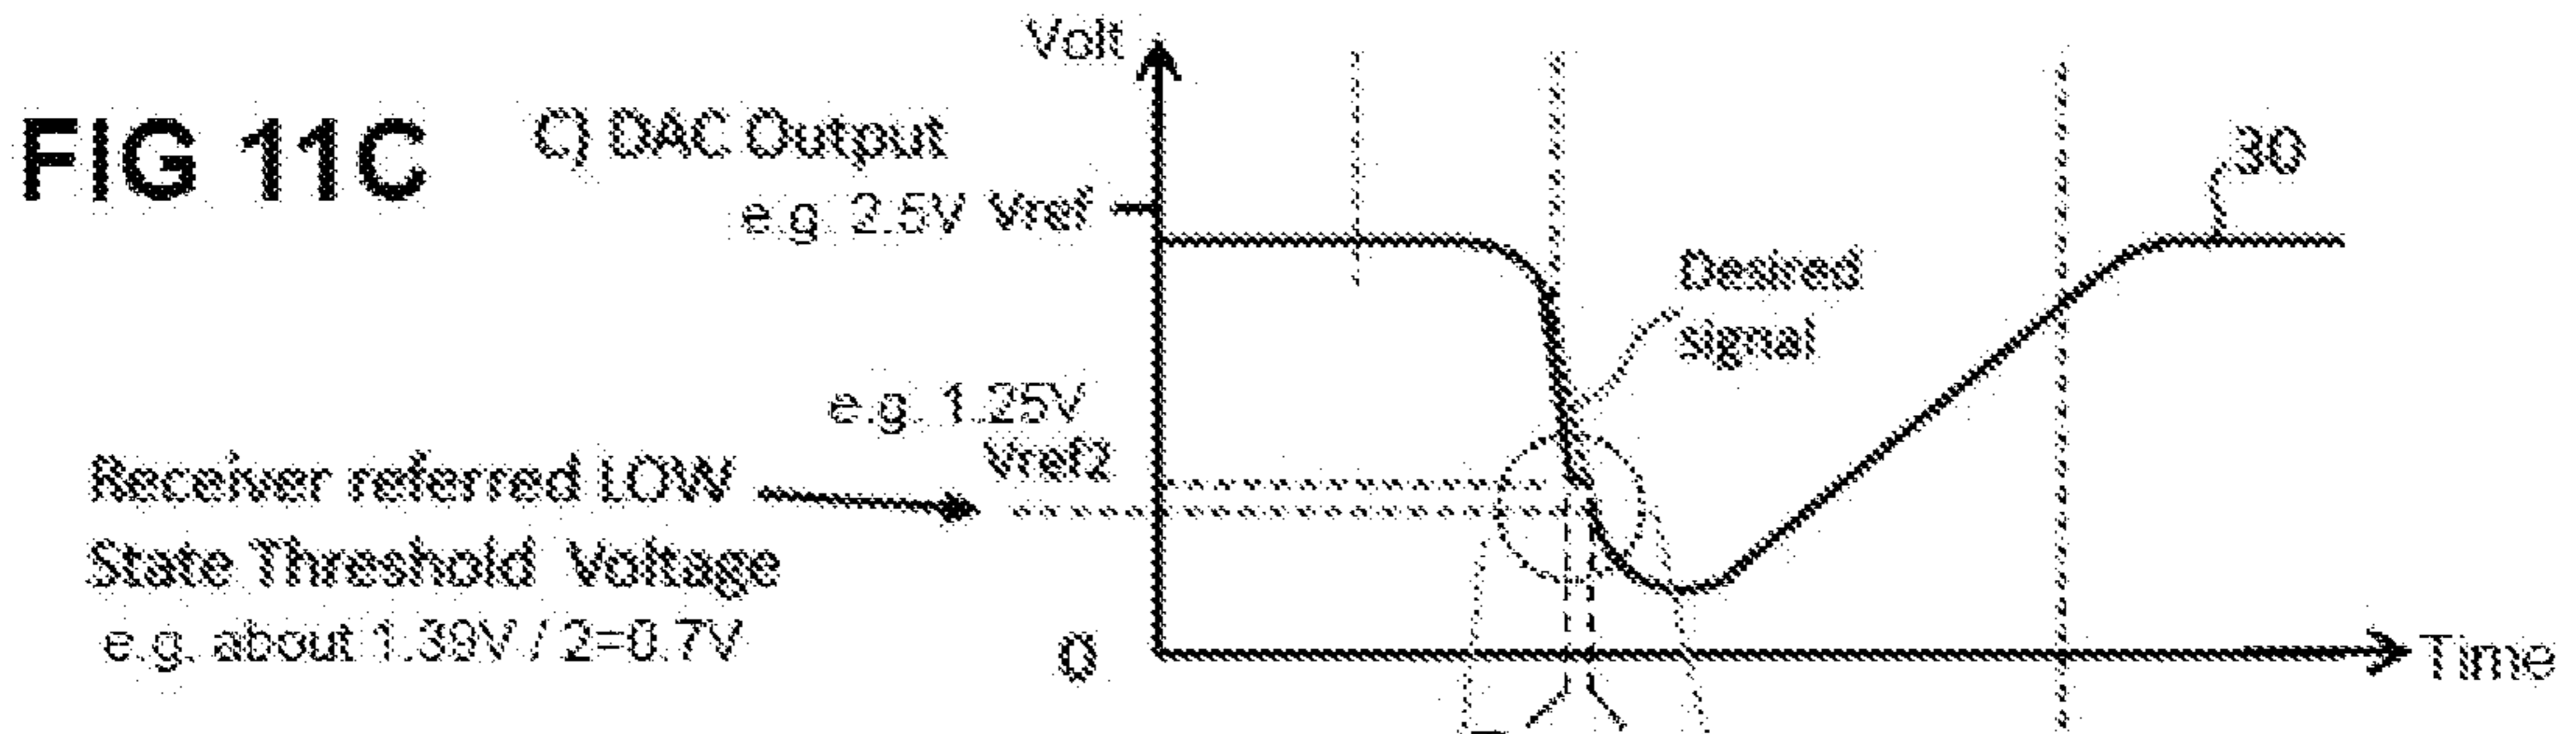 Volt
FIG 11C
C) DAC Output
e.g. 2.5V Vref
30
Desired
signal
e.g. 1.25V
Vref2
Receiver referred LOW
State Threshold Voltage
e.g. about 1.39V / 2=0.7V
0
Time